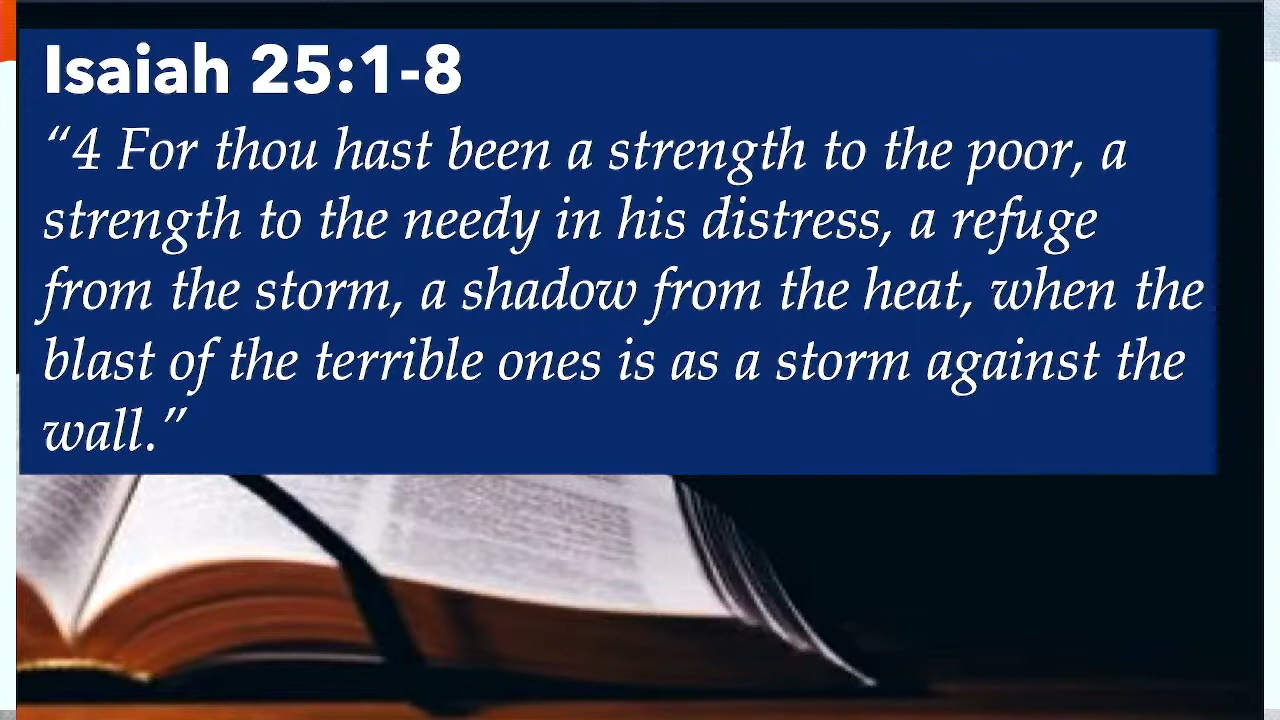 Isaiah 25:1-8
“4 For thou hast been a strength to the poor, a
strength to the needy in his distress, a refuge
from the storm, a shadow from the heat, when the
blast of the terrible ones is as a storm against the
wall.”